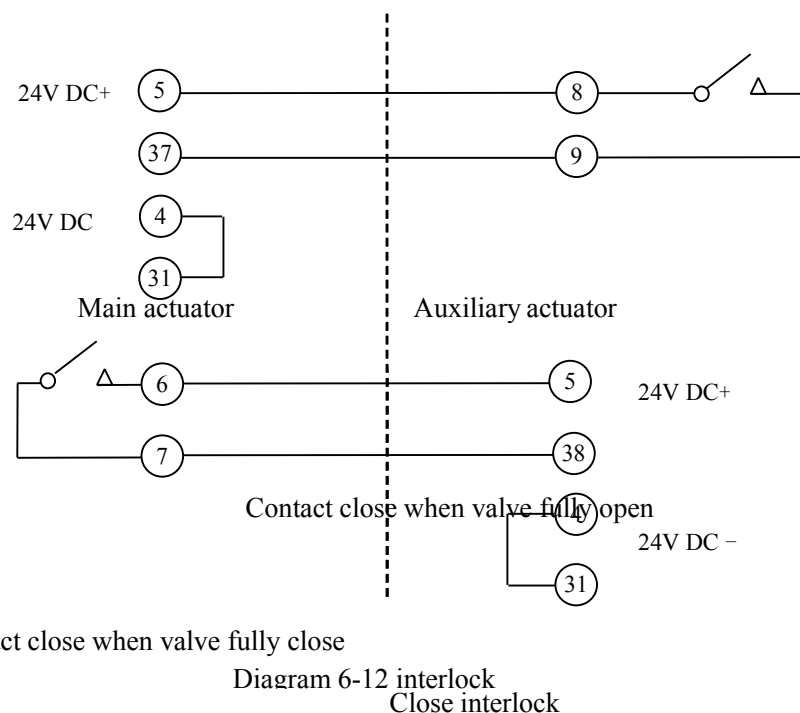 24V DC+ 5 8
37 9
24V DC 4
31
Main actuator Auxiliary actuator
6 5 24V DC+
7 38
Contact close when valve fully open
4
24V DC −
31
ct close when valve fully close
Diagram 6-12 interlock
Close interlock